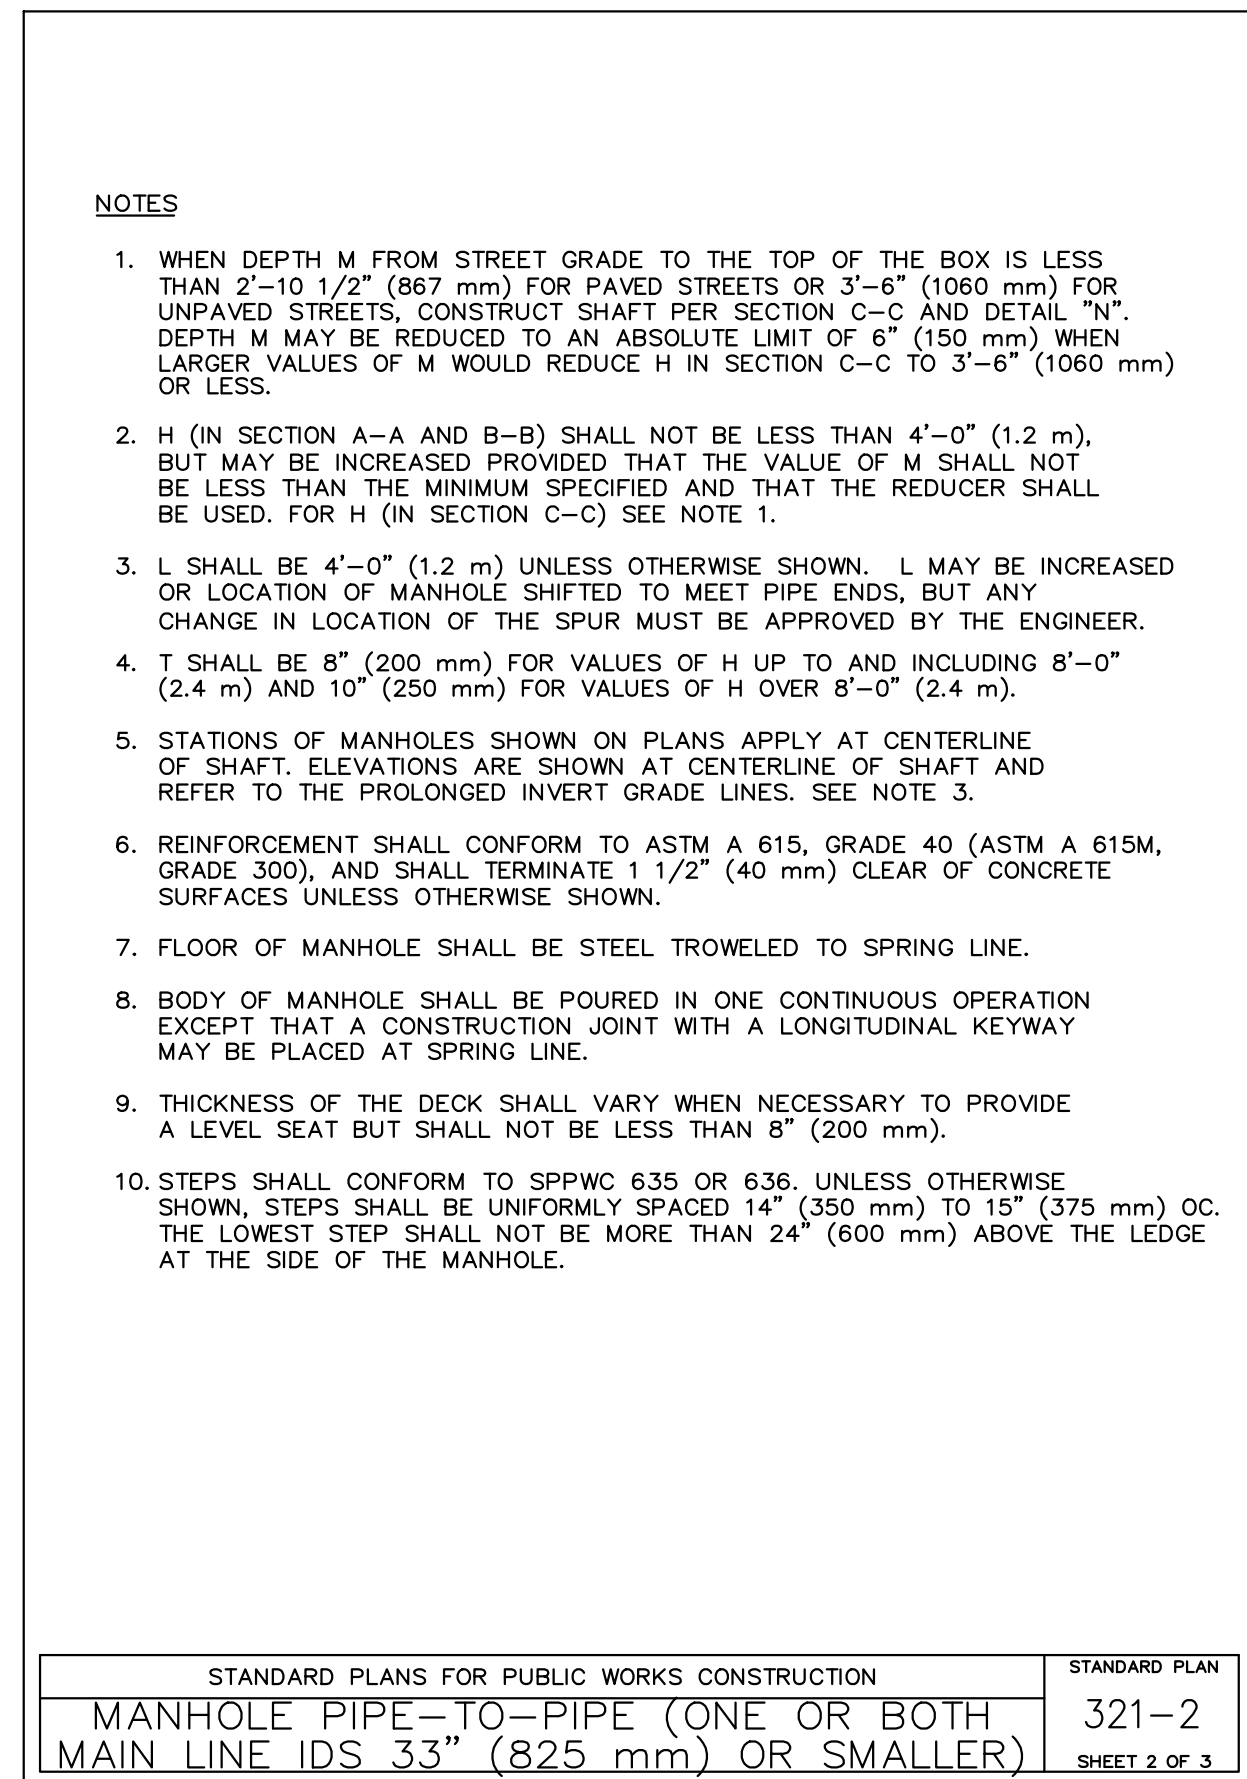 NOTES
1. WHEN DEPTH M FROM STREET GRADE TO THE TOP OF THE BOX IS LESS
THAN 2'–10 1/2" (867 mm) FOR PAVED STREETS OR 3'–6" (1060 mm) FOR
UNPAVED STREETS, CONSTRUCT SHAFT PER SECTION C–C AND DETAIL "N".
DEPTH M MAY BE REDUCED TO AN ABSOLUTE LIMIT OF 6" (150 mm) WHEN
LARGER VALUES OF M WOULD REDUCE H IN SECTION C–C TO 3'–6" (1060 mm)
OR LESS.
2. H (IN SECTION A–A AND B–B) SHALL NOT BE LESS THAN 4'–0" (1.2 m),
BUT MAY BE INCREASED PROVIDED THAT THE VALUE OF M SHALL NOT
BE LESS THAN THE MINIMUM SPECIFIED AND THAT THE REDUCER SHALL
BE USED. FOR H (IN SECTION C–C) SEE NOTE 1.
3. L SHALL BE 4'–0" (1.2 m) UNLESS OTHERWISE SHOWN. L MAY BE INCREASED
OR LOCATION OF MANHOLE SHIFTED TO MEET PIPE ENDS, BUT ANY
CHANGE IN LOCATION OF THE SPUR MUST BE APPROVED BY THE ENGINEER.
4. T SHALL BE 8" (200 mm) FOR VALUES OF H UP TO AND INCLUDING 8'–0"
(2.4 m) AND 10" (250 mm) FOR VALUES OF H OVER 8'–0" (2.4 m).
5. STATIONS OF MANHOLES SHOWN ON PLANS APPLY AT CENTERLINE
OF SHAFT. ELEVATIONS ARE SHOWN AT CENTERLINE OF SHAFT AND
REFER TO THE PROLONGED INVERT GRADE LINES. SEE NOTE 3.
6. REINFORCEMENT SHALL CONFORM TO ASTM A 615, GRADE 40 (ASTM A 615M,
GRADE 300), AND SHALL TERMINATE 1 1/2" (40 mm) CLEAR OF CONCRETE
SURFACES UNLESS OTHERWISE SHOWN.
7. FLOOR OF MANHOLE SHALL BE STEEL TROWELED TO SPRING LINE.
8. BODY OF MANHOLE SHALL BE POURED IN ONE CONTINUOUS OPERATION
EXCEPT THAT A CONSTRUCTION JOINT WITH A LONGITUDINAL KEYWAY
MAY BE PLACED AT SPRING LINE.
9. THICKNESS OF THE DECK SHALL VARY WHEN NECESSARY TO PROVIDE
A LEVEL SEAT BUT SHALL NOT BE LESS THAN 8" (200 mm).
10. STEPS SHALL CONFORM TO SPPWC 635 OR 636. UNLESS OTHERWISE
SHOWN, STEPS SHALL BE UNIFORMLY SPACED 14" (350 mm) TO 15" (375 mm) OC.
THE LOWEST STEP SHALL NOT BE MORE THAN 24" (600 mm) ABOVE THE LEDGE
AT THE SIDE OF THE MANHOLE.
STANDARD PLANS FOR PUBLIC WORKS CONSTRUCTION
MANHOLE PIPE–TO–PIPE (ONE OR BOTH
MAIN LINE IDS 33" (825 mm) OR SMALLER)
STANDARD PLAN
321–2
SHEET 2 OF 3